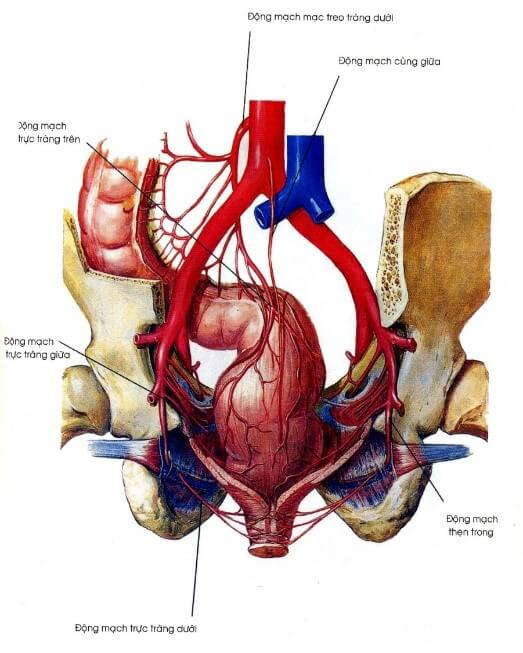 Động mạch mạc treo tràng dưới
Động mạch cùng giữa
Động mạch
trực tràng trên
Động mạch
trực tràng giữa
Động mạch
thẹn trong
Động mạch trực tràng dưới